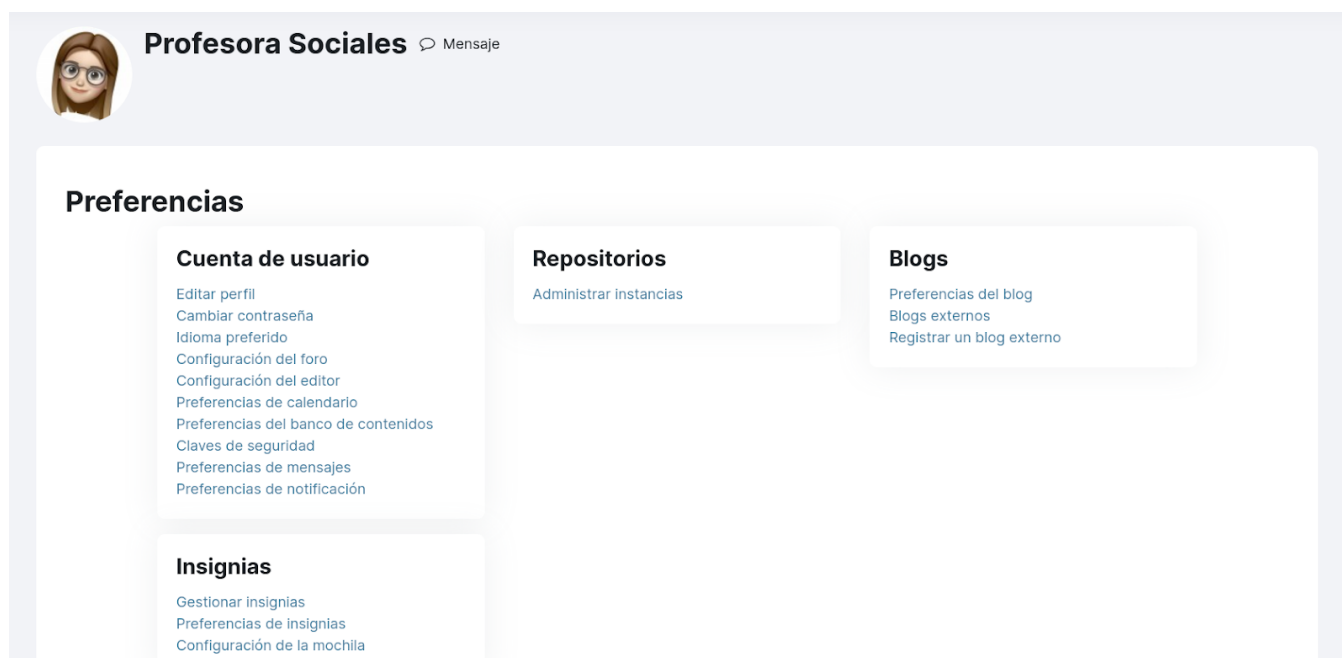 Profesora Sociales Mensaje
Preferencias
Cuenta de usuario
Editar perfil
Cambiar contraseña
Idioma preferido
Configuración del foro
Configuración del editor
Preferencias de calendario
Preferencias del banco de contenidos
Claves de seguridad
Preferencias de mensajes
Preferencias de notificación
Insignias
Gestionar insignias
Preferencias de insignias
Configuración de la mochila
Repositorios
Administrar instancias
Blogs
Preferencias del blog
Blogs externos
Registrar un blog externo